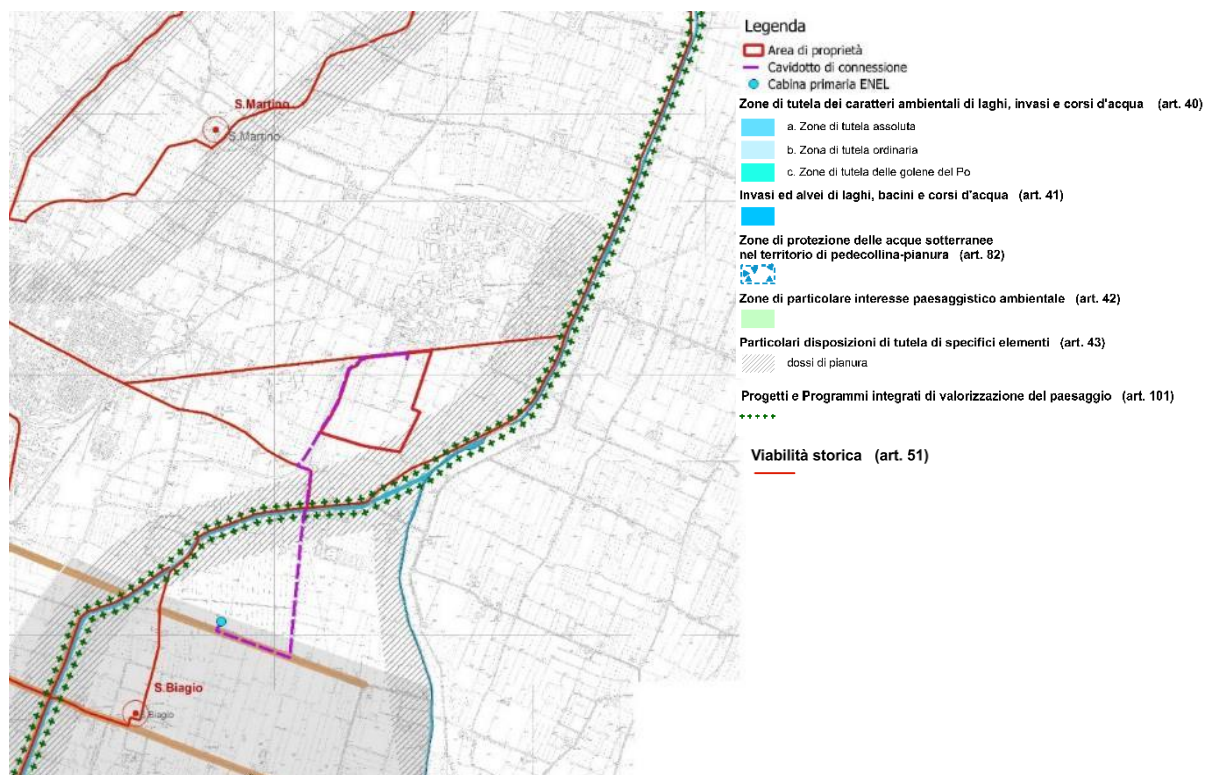 Legenda
Area di proprietà
Cavidotto di connessione
Cabina primaria ENEL
Zone di tutela dei caratteri ambientali di laghi, invasi e corsi d'acqua (art. 40)
a. Zone di tutela assoluta
b. Zona di tutela ordinaria
c. Zone di tutela delle golene del Po
Invasi ed alvei di laghi, bacini e corsi d'acqua (art. 41)
Zone di protezione delle acque sotterranee
nel territorio di pedecollina-pianura (art. 82)
Zone di particolare interesse paesaggistico ambientale (art. 42)
Particolari disposizioni di tutela di specifici elementi (art. 43)
dossi di pianura
Progetti e Programmi integrati di valorizzazione del paesaggio (art. 101)
Viabilità storica (art. 51)
S.Martino
S.Martino
S.Biagio
Biagio